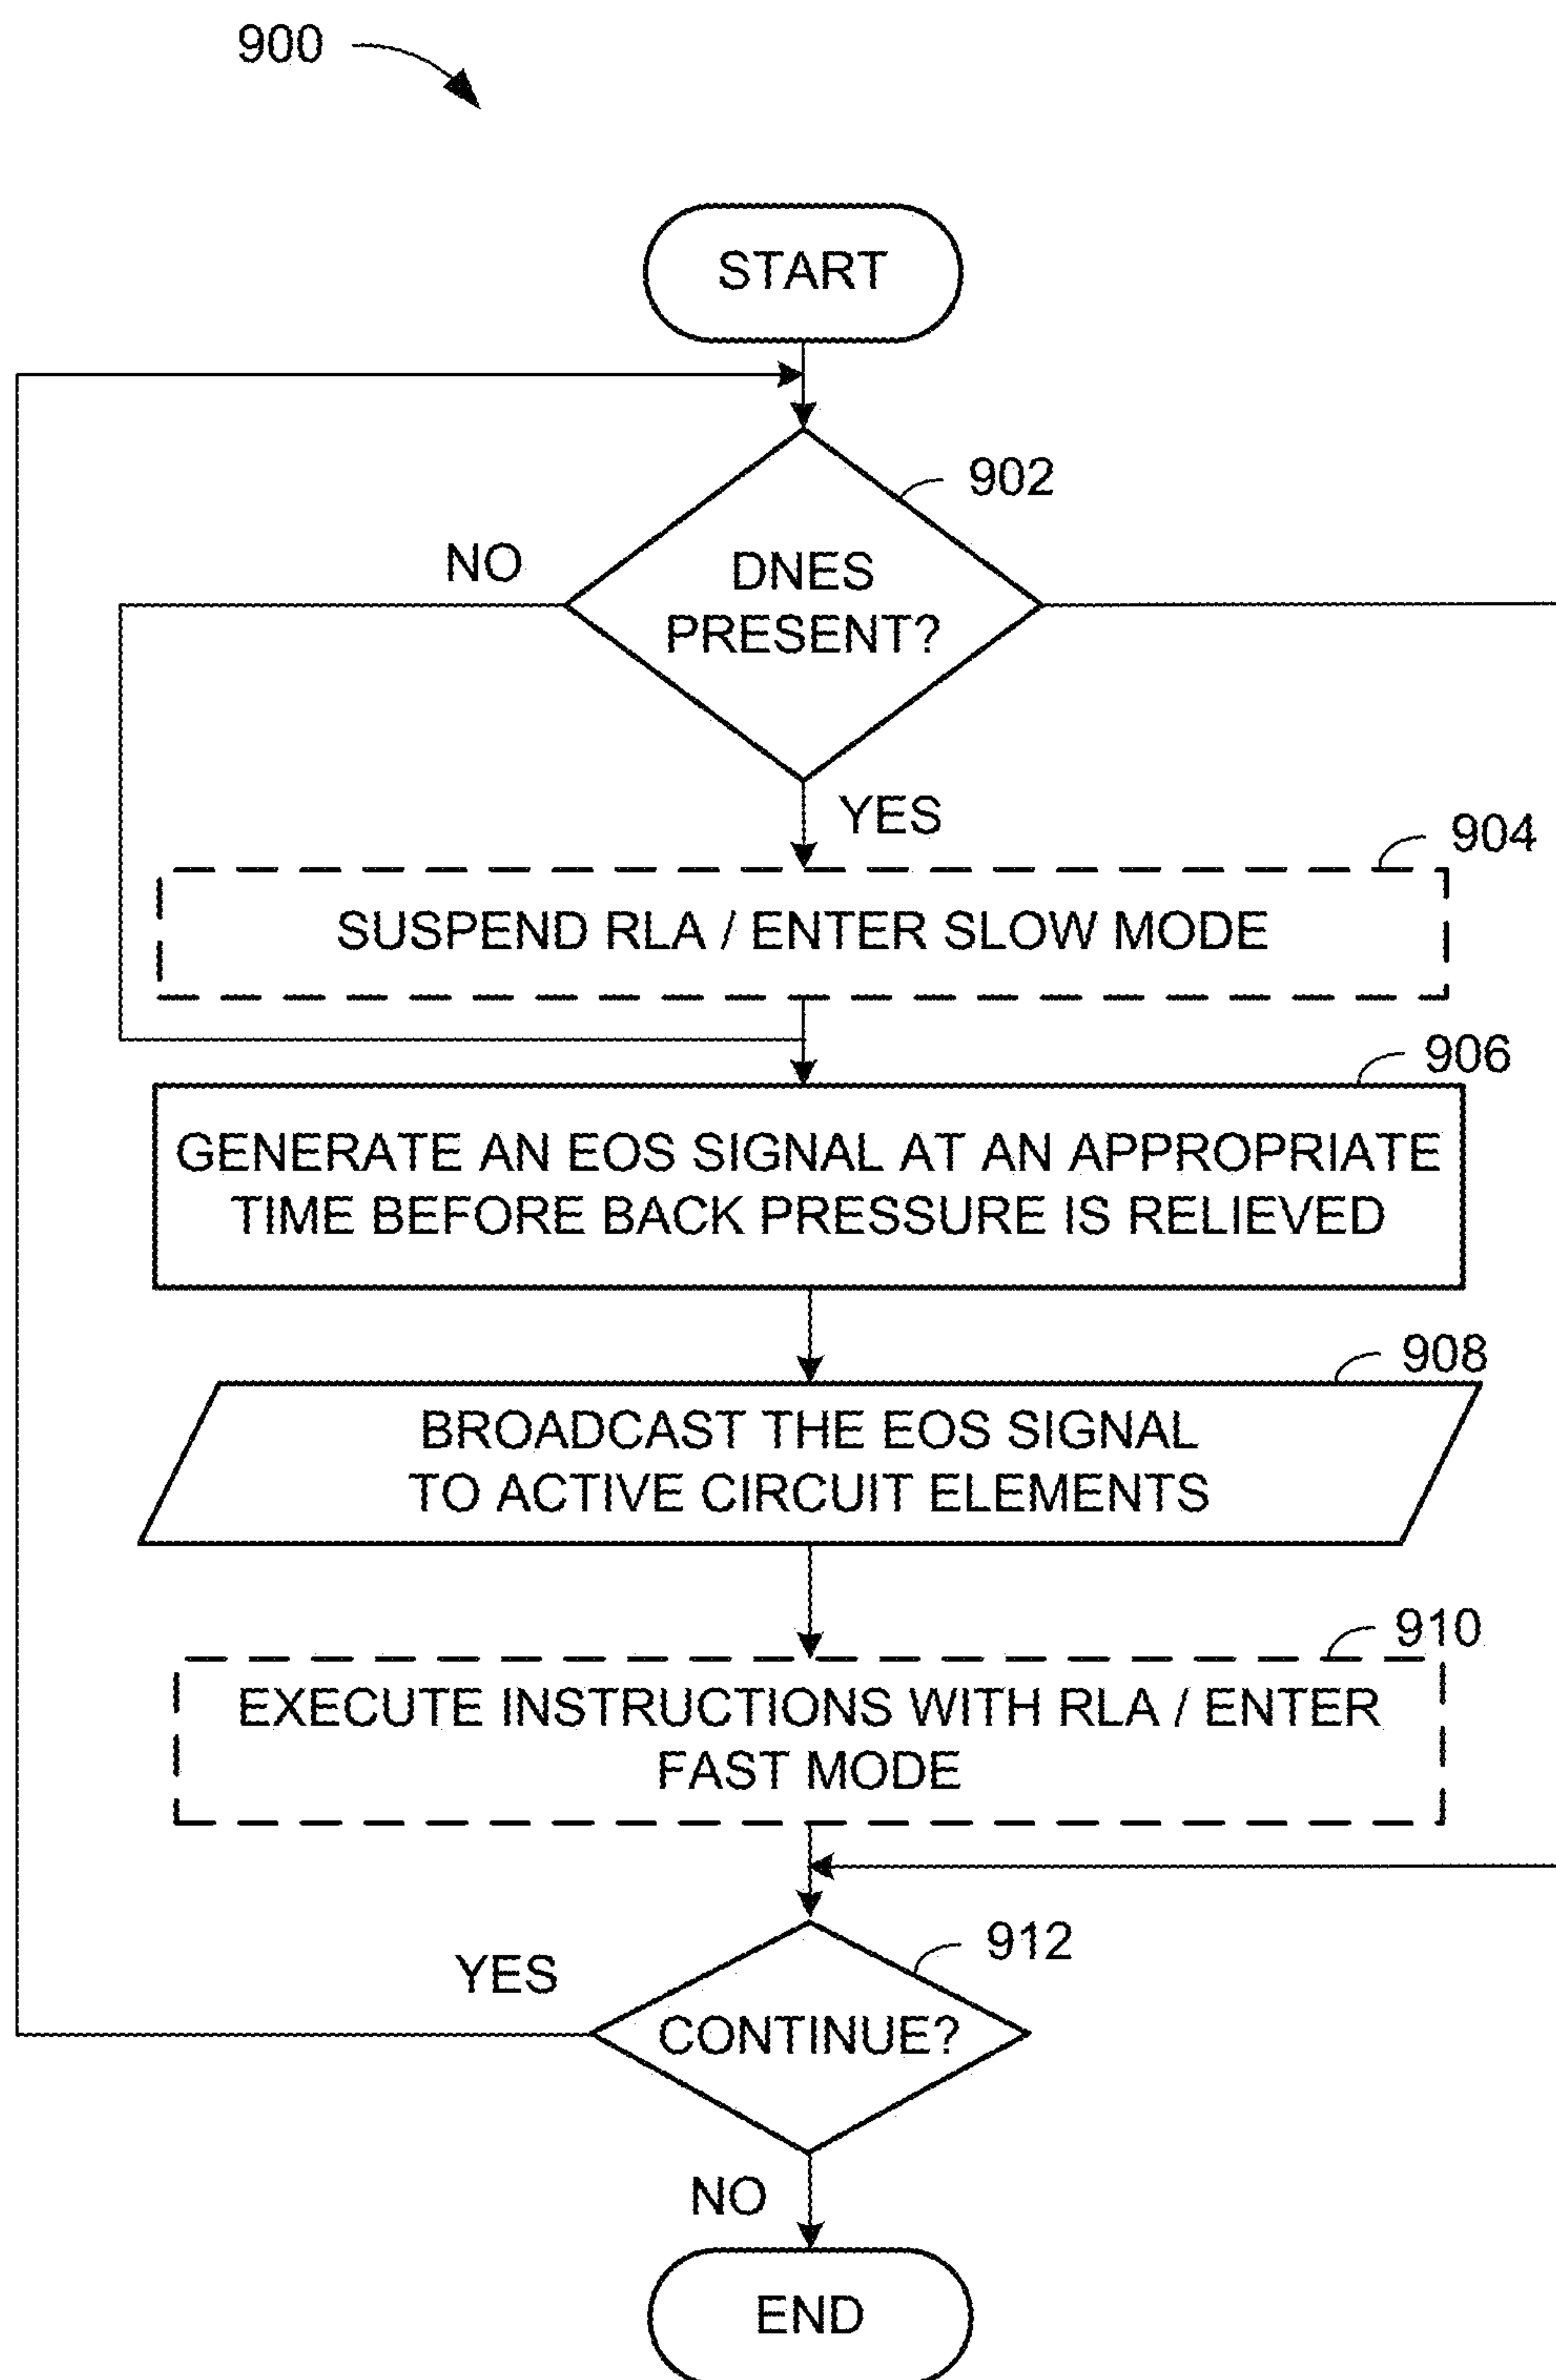 900
START
902
NO
DNES
PRESENT?
YES
904
SUSPEND RLA / ENTER SLOW MODE
906
GENERATE AN EOS SIGNAL AT AN APPROPRIATE
TIME BEFORE BACK PRESSURE IS RELIEVED
908
BROADCAST THE EOS SIGNAL
TO ACTIVE CIRCUIT ELEMENTS
910
EXECUTE INSTRUCTIONS WITH RLA / ENTER
FAST MODE
912
YES
CONTINUE?
NO
END